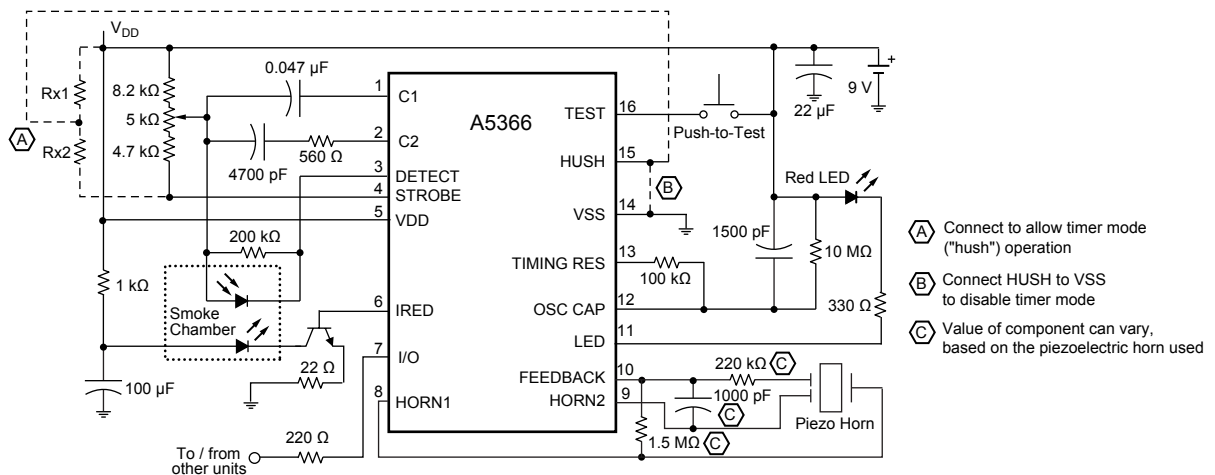 VDD
Rx1
Rx2
A
8.2 kΩ
5 kΩ
4.7 kΩ
0.047 µF
4700 pF
560 Ω
200 kΩ
1 kΩ
Smoke
Chamber
100 µF
22 Ω
220 Ω
To / from
other units
A5366
1
C1
2
C2
3
DETECT
4
STROBE
5
VDD
6
IRED
7
I/O
8
HORN1
TEST
16
HUSH
15
VSS
14
TIMING RES
13
OSC CAP
12
LED
11
FEEDBACK
10
HORN2
9
Push-to-Test
22 µF
9 V
+
B
Red LED
1500 pF
10 MΩ
100 kΩ
330 Ω
220 kΩ
C
1000 pF
C
1.5 MΩ
C
Piezo Horn
A Connect to allow timer mode
("hush") operation
B Connect HUSH to VSS
to disable timer mode
C Value of component can vary,
based on the piezoelectric horn used